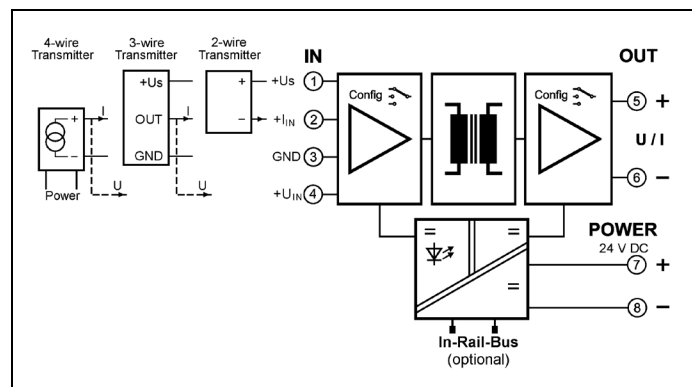 4-wire
Transmitter
3-wire
Transmitter
2-wire
Transmitter
IN
OUT
+Us
+
+Us
1
Config
Config
5
+
+
I
OUT
I
−
+IIN
2
U / I
−
GND
GND
3
6
−
Power
U
U
+UIN
4
POWER
24 V DC
=
=
7
+
=
8
−
In-Rail-Bus
(optional)